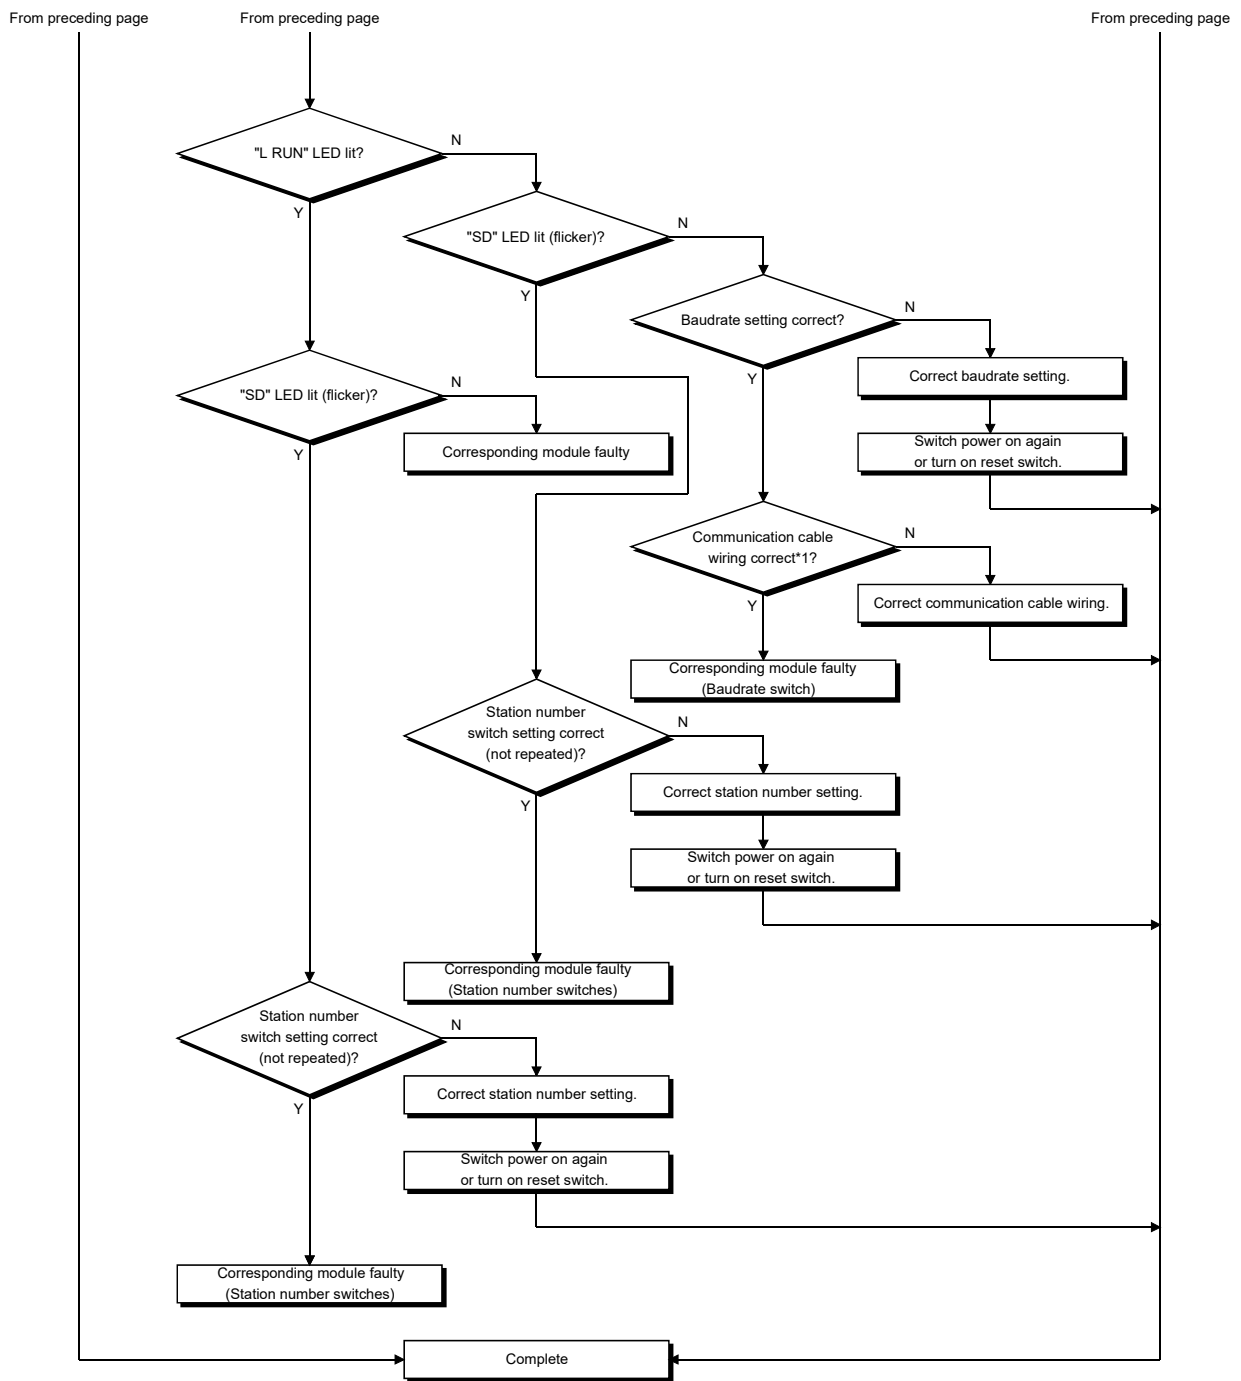 From preceding page
From preceding page
From preceding page
"L RUN" LED lit?
N
Y
"SD" LED lit (flicker)?
N
Y
Baudrate setting correct?
N
Y
Correct baudrate setting.
Switch power on again
or turn on reset switch.
"SD" LED lit (flicker)?
N
Y
Corresponding module faulty
Communication cable
wiring correct*1?
N
Y
Correct communication cable wiring.
Corresponding module faulty
(Baudrate switch)
Station number
switch setting correct
(not repeated)?
N
Y
Correct station number setting.
Switch power on again
or turn on reset switch.
Corresponding module faulty
(Station number switches)
Station number
switch setting correct
(not repeated)?
N
Y
Correct station number setting.
Switch power on again
or turn on reset switch.
Corresponding module faulty
(Station number switches)
Complete